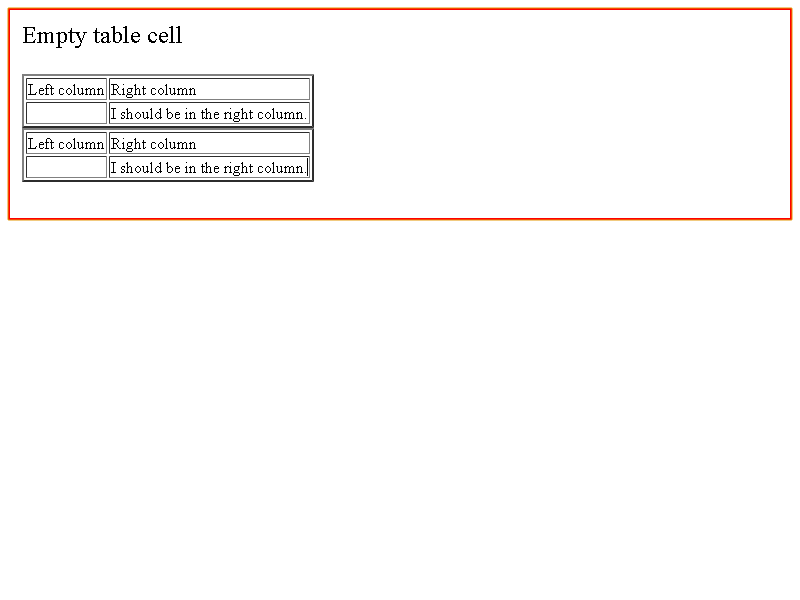 Empty table cell
Left column Right column
I should be in the right column.
Left column Right column
I should be in the right column.